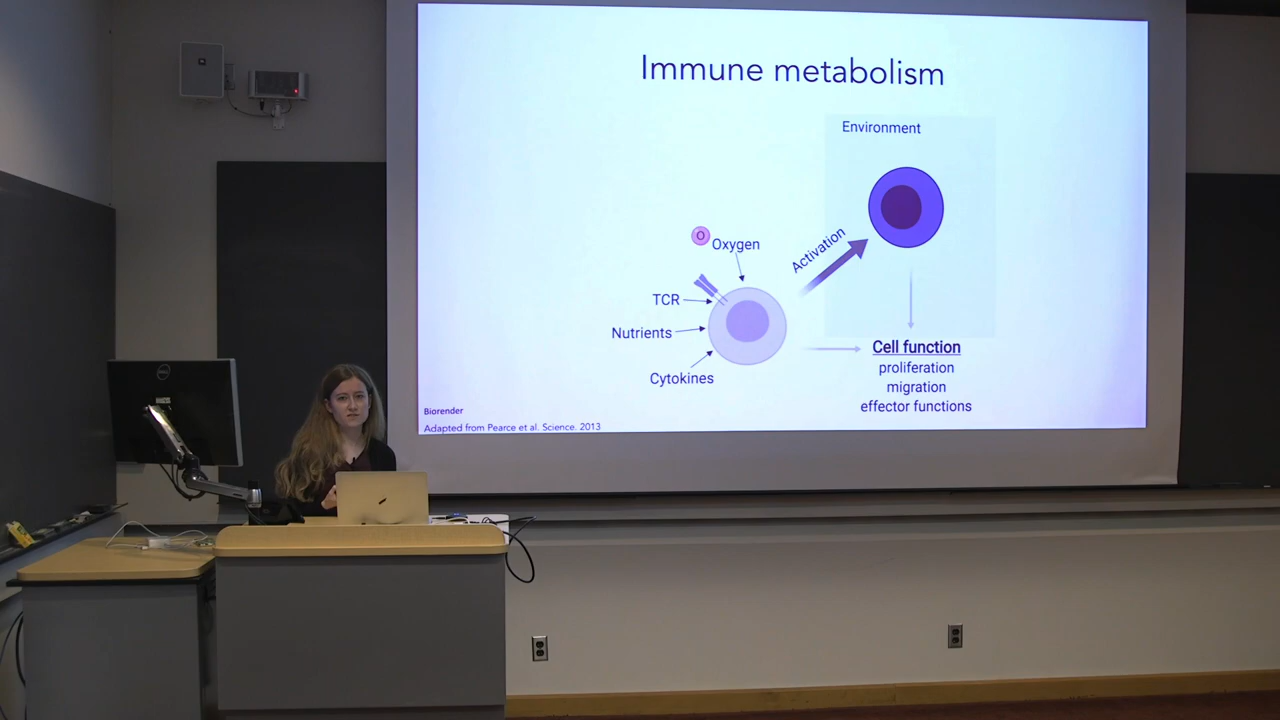 Immune metabolism
Environment
O
Oxygen
Activation
TCR
Nutrients
Cytokines
Cell function
proliferation
migration
effector functions
Biorender
Adapted from Pearce et al. Science. 2013
DELL